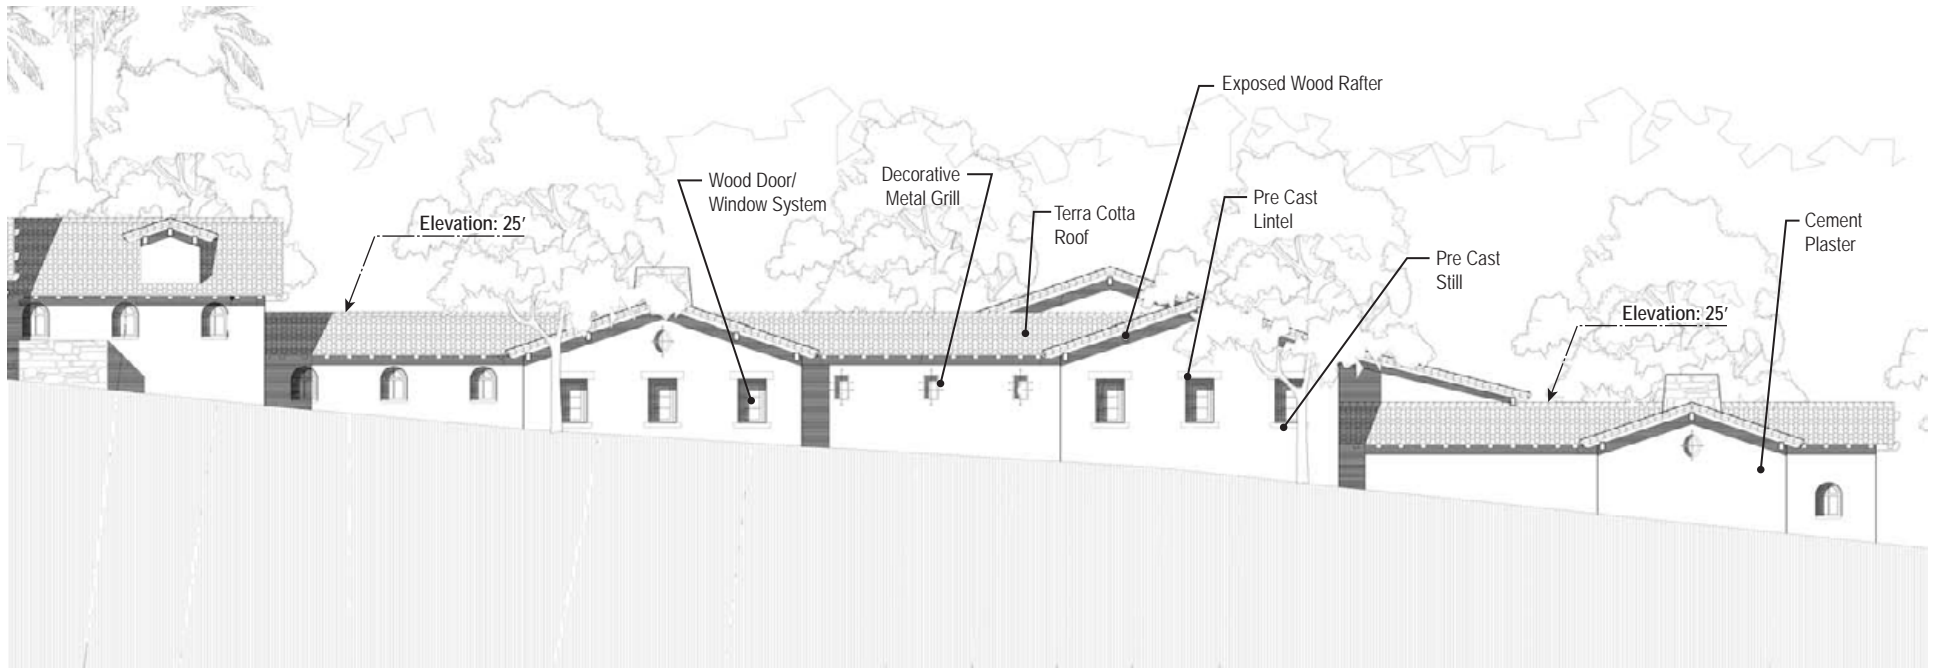 Exposed Wood Rafter
Wood Door/
Window System
Decorative
Metal Grill
Elevation: 25′
Terra Cotta
Roof
Pre Cast
Lintel
Pre Cast
Still
Cement
Plaster
Elevation: 25′